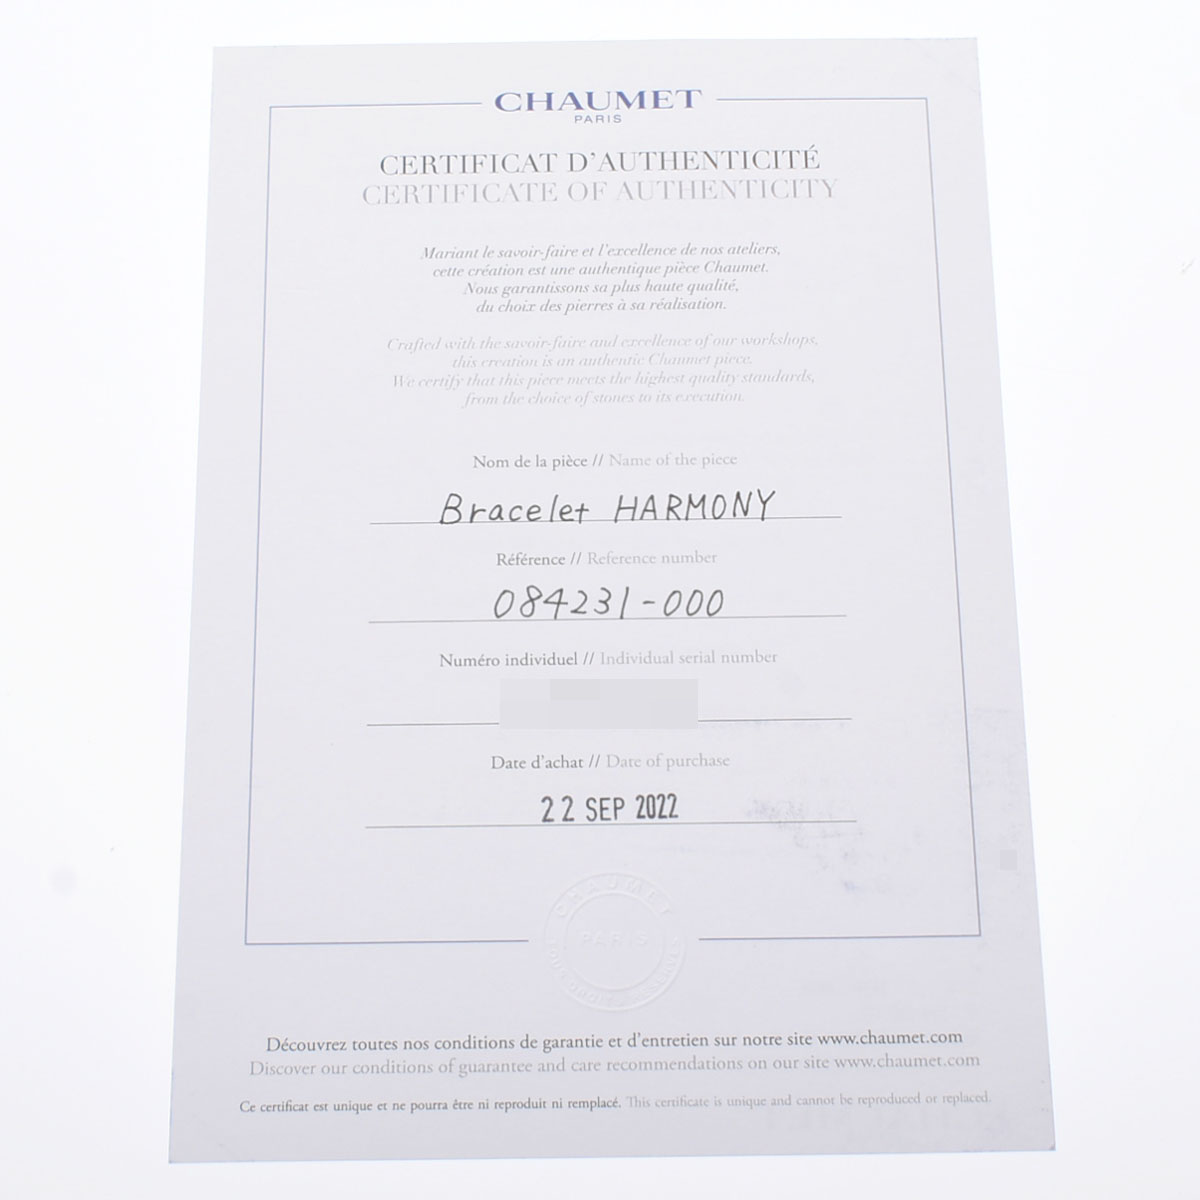 CHAUMET
PARIS
CERTIFICAT D'AUTHENTICITÉ
CERTIFICATE OF AUTHENTICITY
Mariant le savoir-faire et l'excellence de nos ateliers,
cette création est une authentique pièce Chaumet.
Nous garantissons sa plus haute qualité,
du choix des pierres à sa réalisation.
Crafted with the savoir-faire and excellence of our workshops,
this creation is an authentic Chaumet piece.
We certify that this piece meets the highest quality standards,
from the choice of stones to its execution.
Nom de la pièce // Name of the piece
Bracelet HARMONY
Référence // Reference number
084231-000
Numéro individuel // Individual serial number
Date d'achat // Date of purchase
22 SEP 2022
CHAUMET
PARIS
Découvrez toutes nos conditions de garantie et d'entretien sur notre site www.chaumet.com
Discover our conditions of guarantee and care recommendations on our site www.chaumet.com
Ce certificat est unique et ne pourra être ni reproduit ni remplacé. This certificate is unique and cannot be reproduced or replaced.